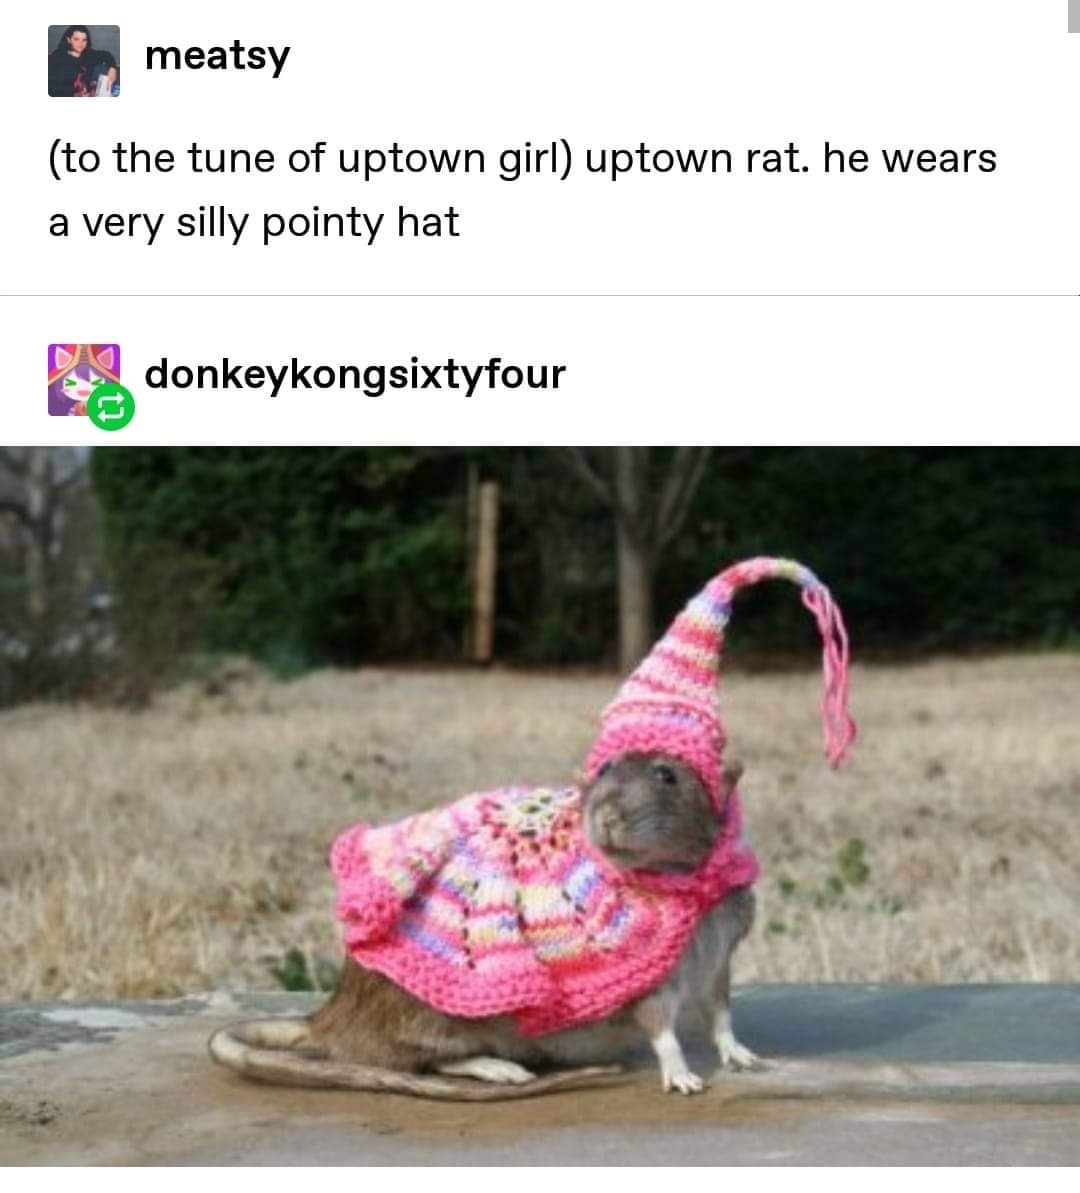 meatsy
(to the tune of uptown girl) uptown rat. he wears
a very silly pointy hat
donkeykongsixtyfour